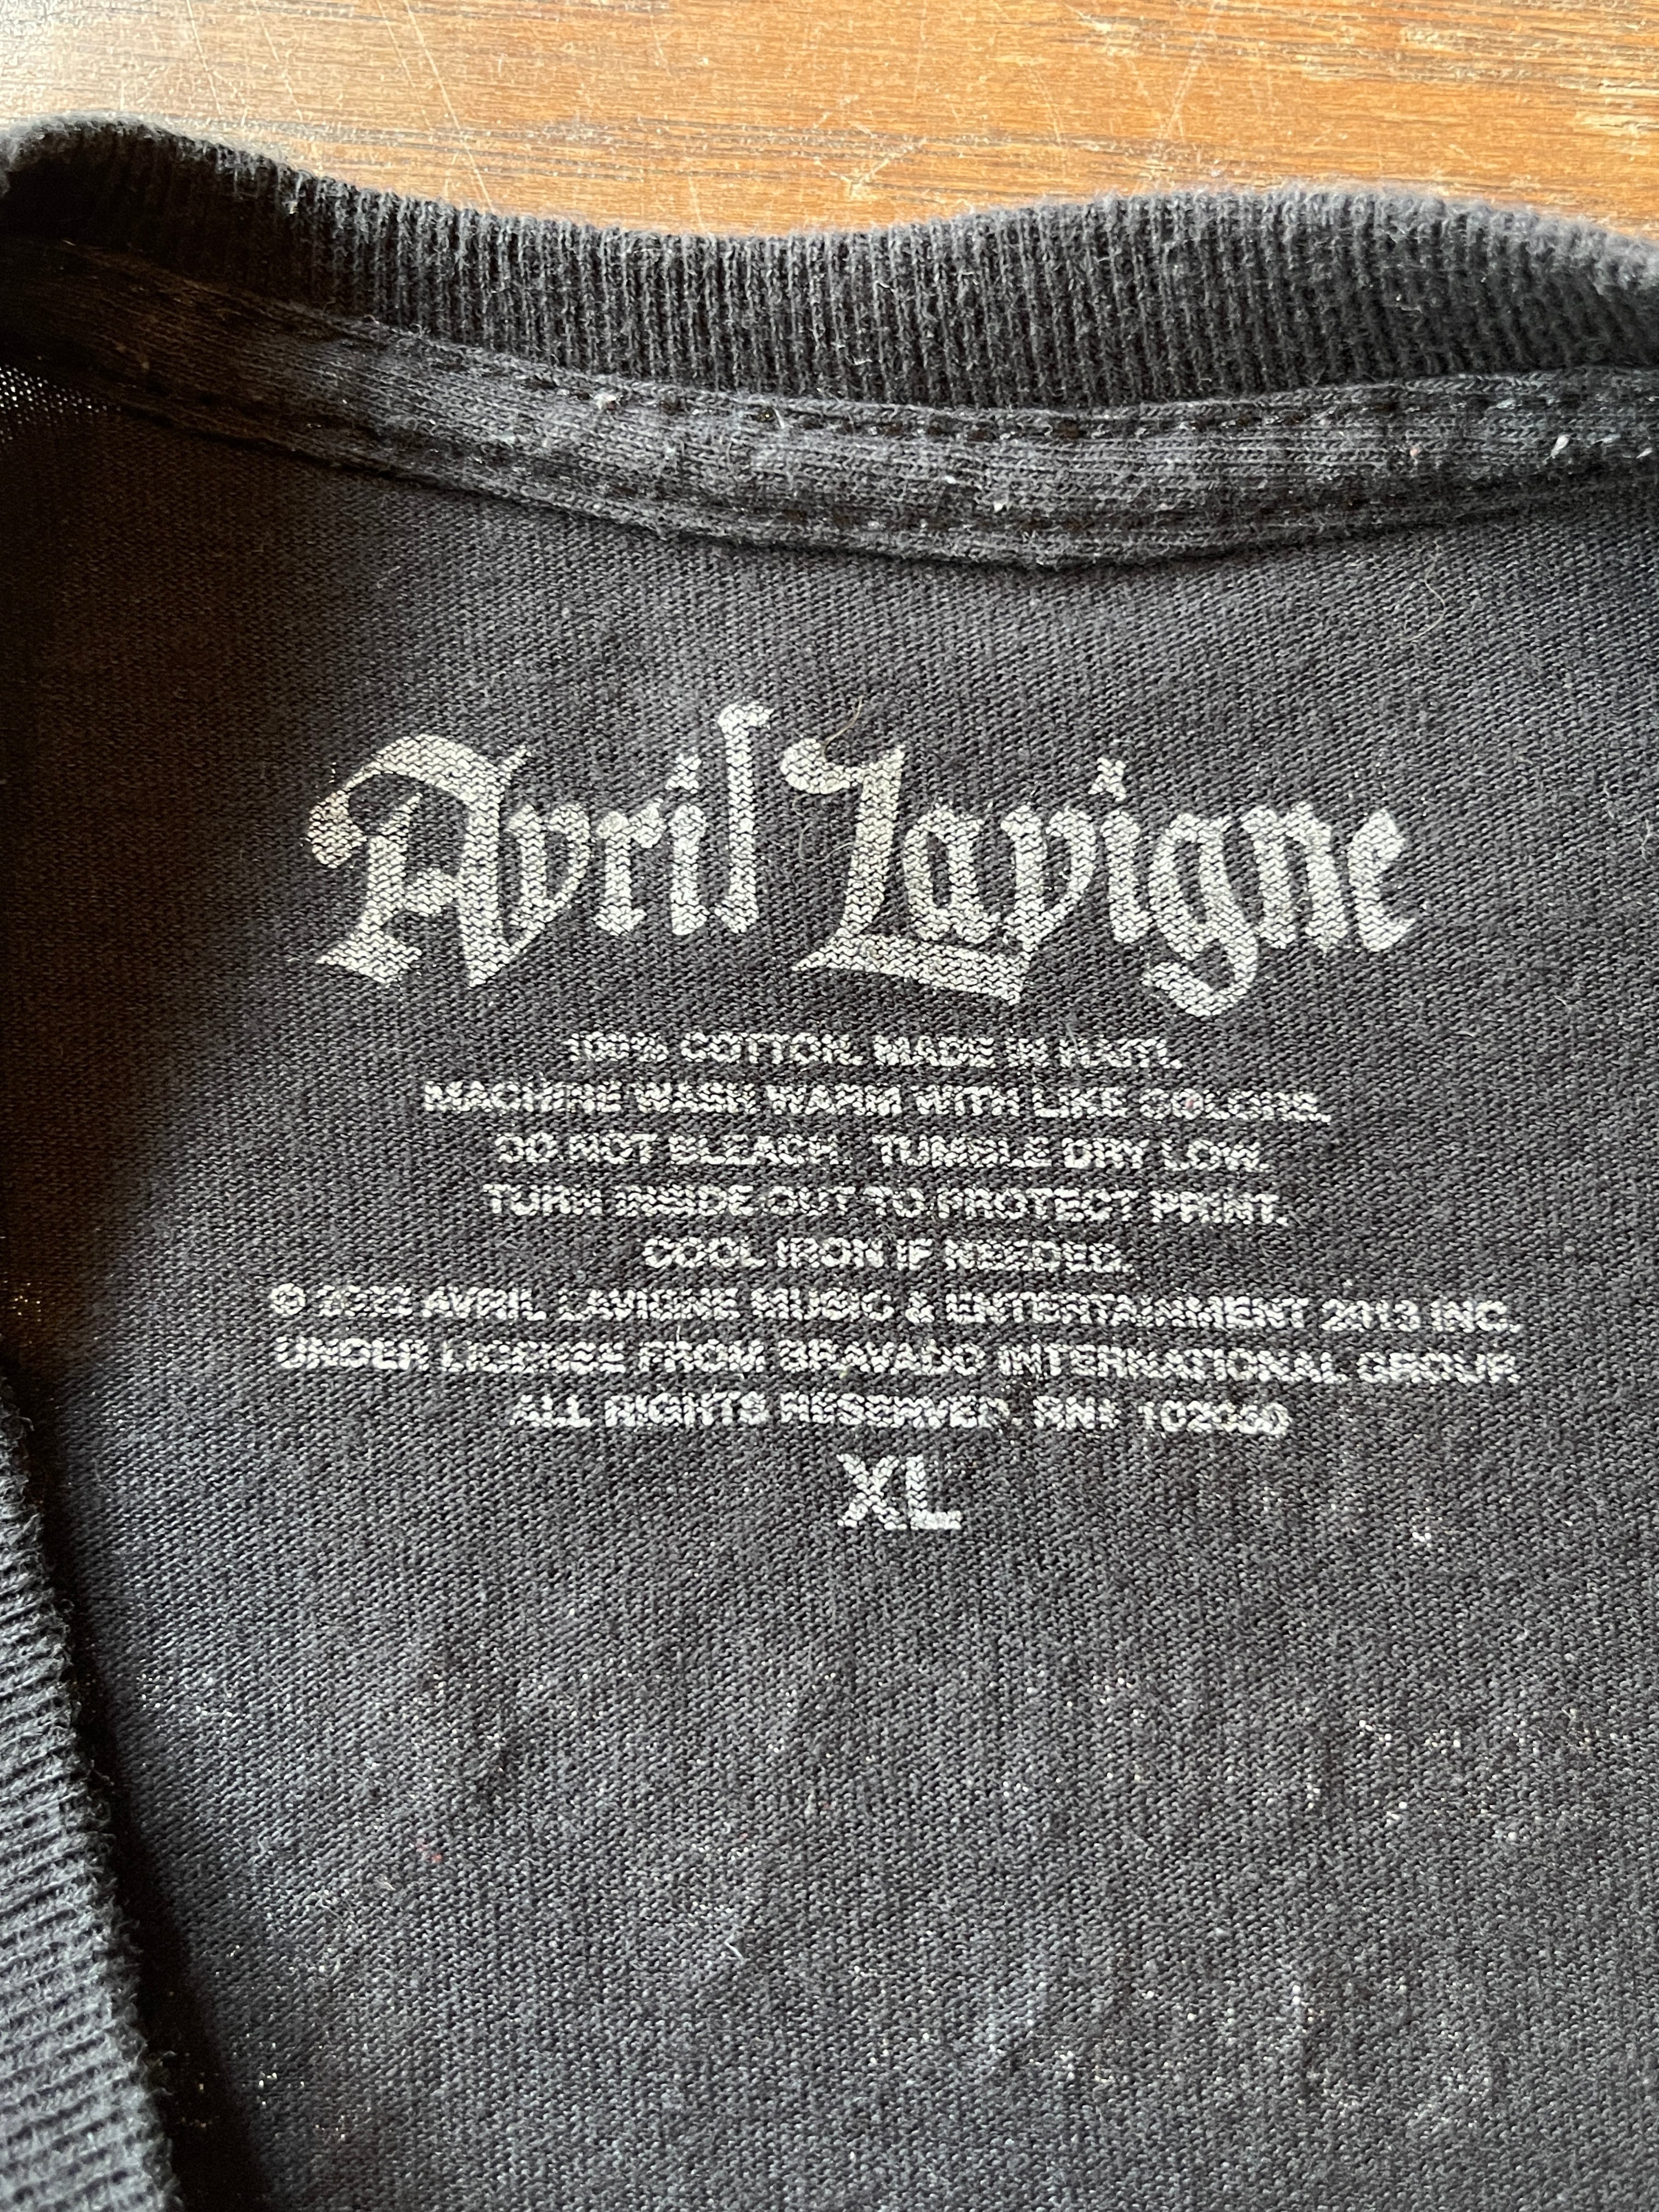 Avril Lavigne
100% COTTON. MADE IN HAITI.
MACHINE WASH WARM WITH LIKE COLORS.
DO NOT BLEACH. TUMBLE DRY LOW.
TURN INSIDE OUT TO PROTECT PRINT.
COOL IRON IF NEEDED.
© AVRIL LAVIGNE MUSIC & ENTERTAINMENT 2013 INC.
UNDER LICENSE FROM BRAVADO INTERNATIONAL GROUP.
ALL RIGHTS RESERVED. RN#
XL